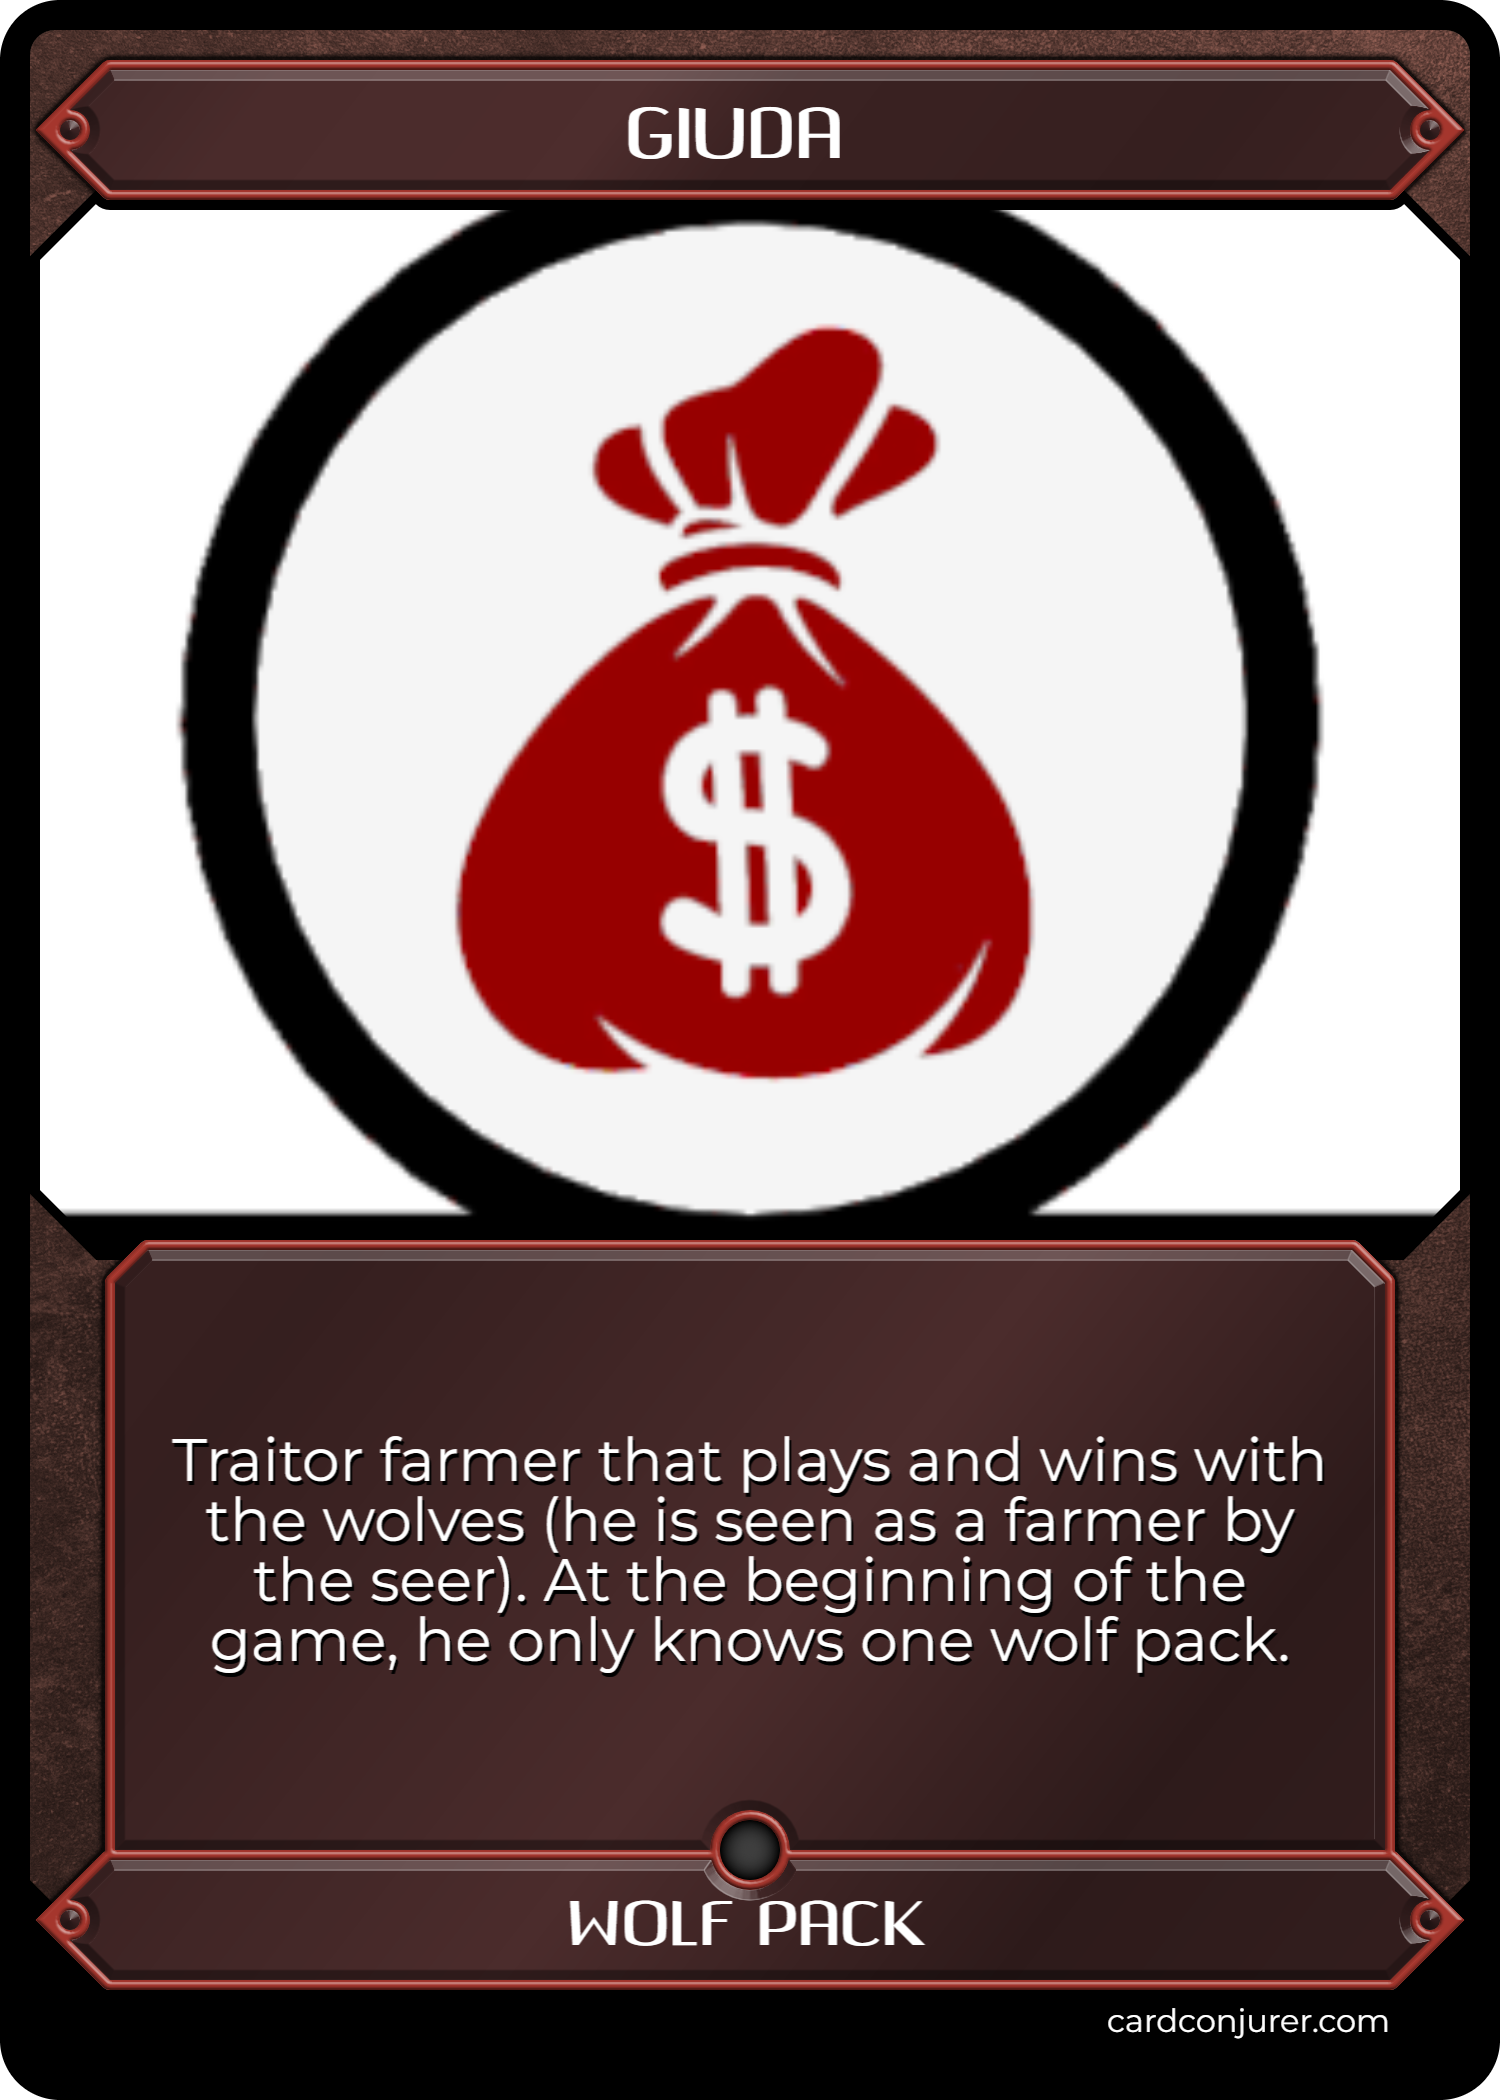 GIUDA
$
Traitor farmer that plays and wins with
the wolves (he is seen as a farmer by
the seer). At the beginning of the
game, he only knows one wolf pack.
WOLF PACK
cardconjurer.com